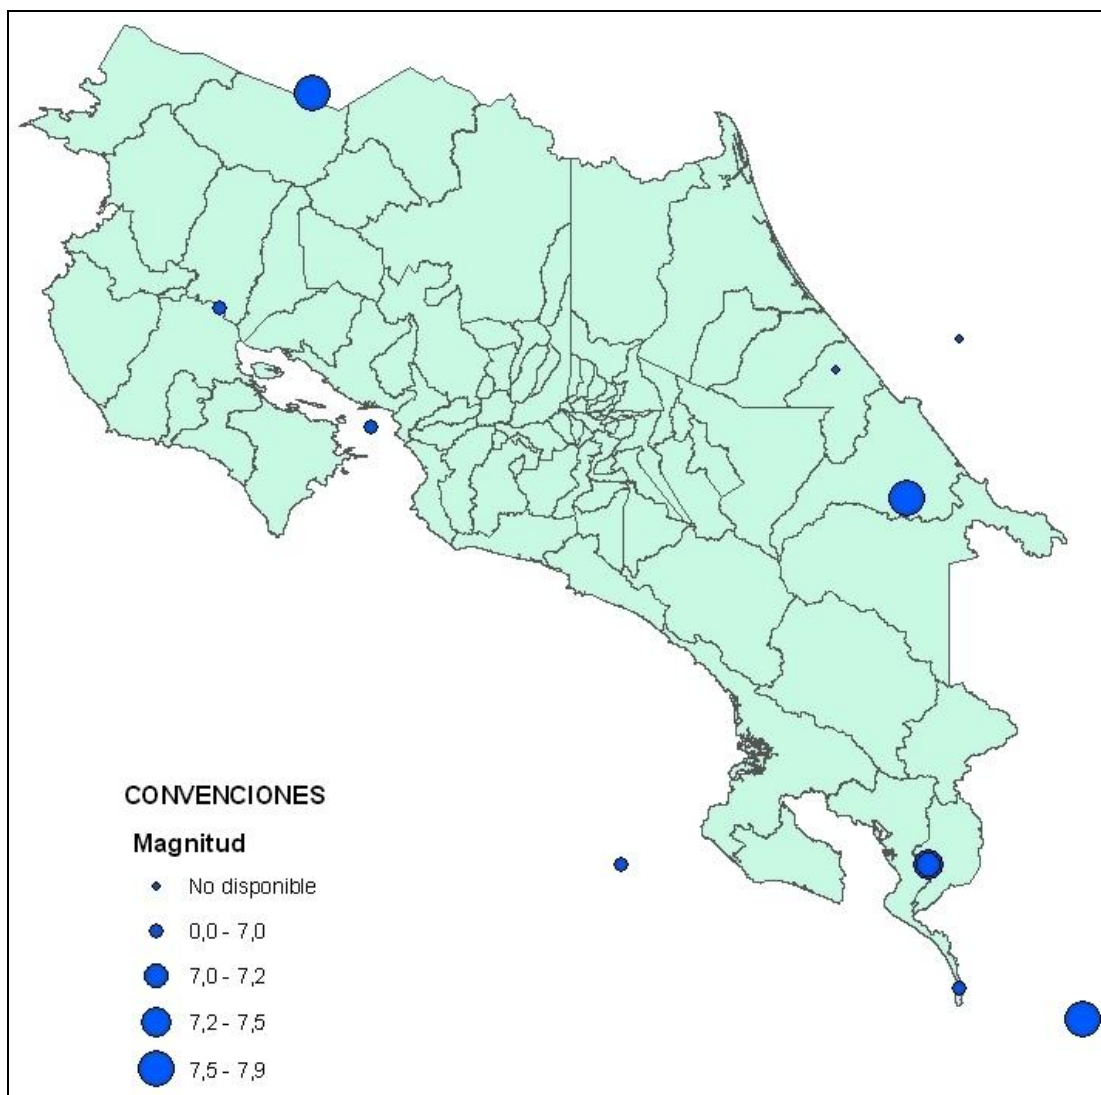 CONVENCIONES
Magnitud
No disponible
0,0 - 7,0
7,0 - 7,2
7,2 - 7,5
7,5 - 7,9